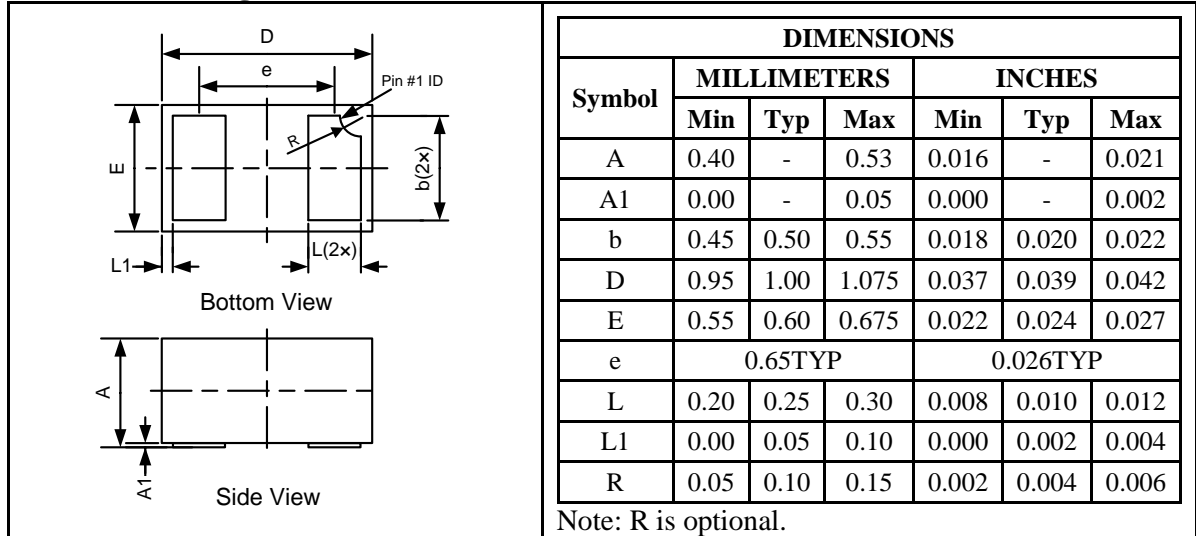 D
e
Pin #1 ID
R
E
b(2×)
L1
L(2×)
Bottom View
A
A1
Side View
DIMENSIONS
Symbol MILLIMETERS INCHES
Min Typ Max Min Typ Max
A 0.40 - 0.53 0.016 - 0.021
A1 0.00 - 0.05 0.000 - 0.002
b 0.45 0.50 0.55 0.018 0.020 0.022
D 0.95 1.00 1.075 0.037 0.039 0.042
E 0.55 0.60 0.675 0.022 0.024 0.027
e 0.65TYP 0.026TYP
L 0.20 0.25 0.30 0.008 0.010 0.012
L1 0.00 0.05 0.10 0.000 0.002 0.004
R 0.05 0.10 0.15 0.002 0.004 0.006
Note: R is optional.